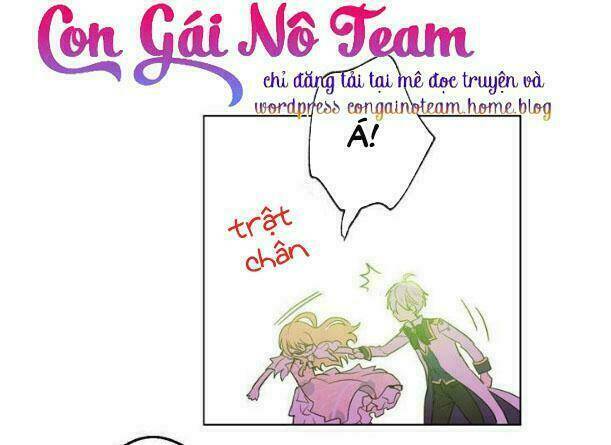 Con Gái Nô Team
chỉ đăng tải tại mê đọc truyện và
wordpress congainoteam.home.blog
Á!
trật
chân